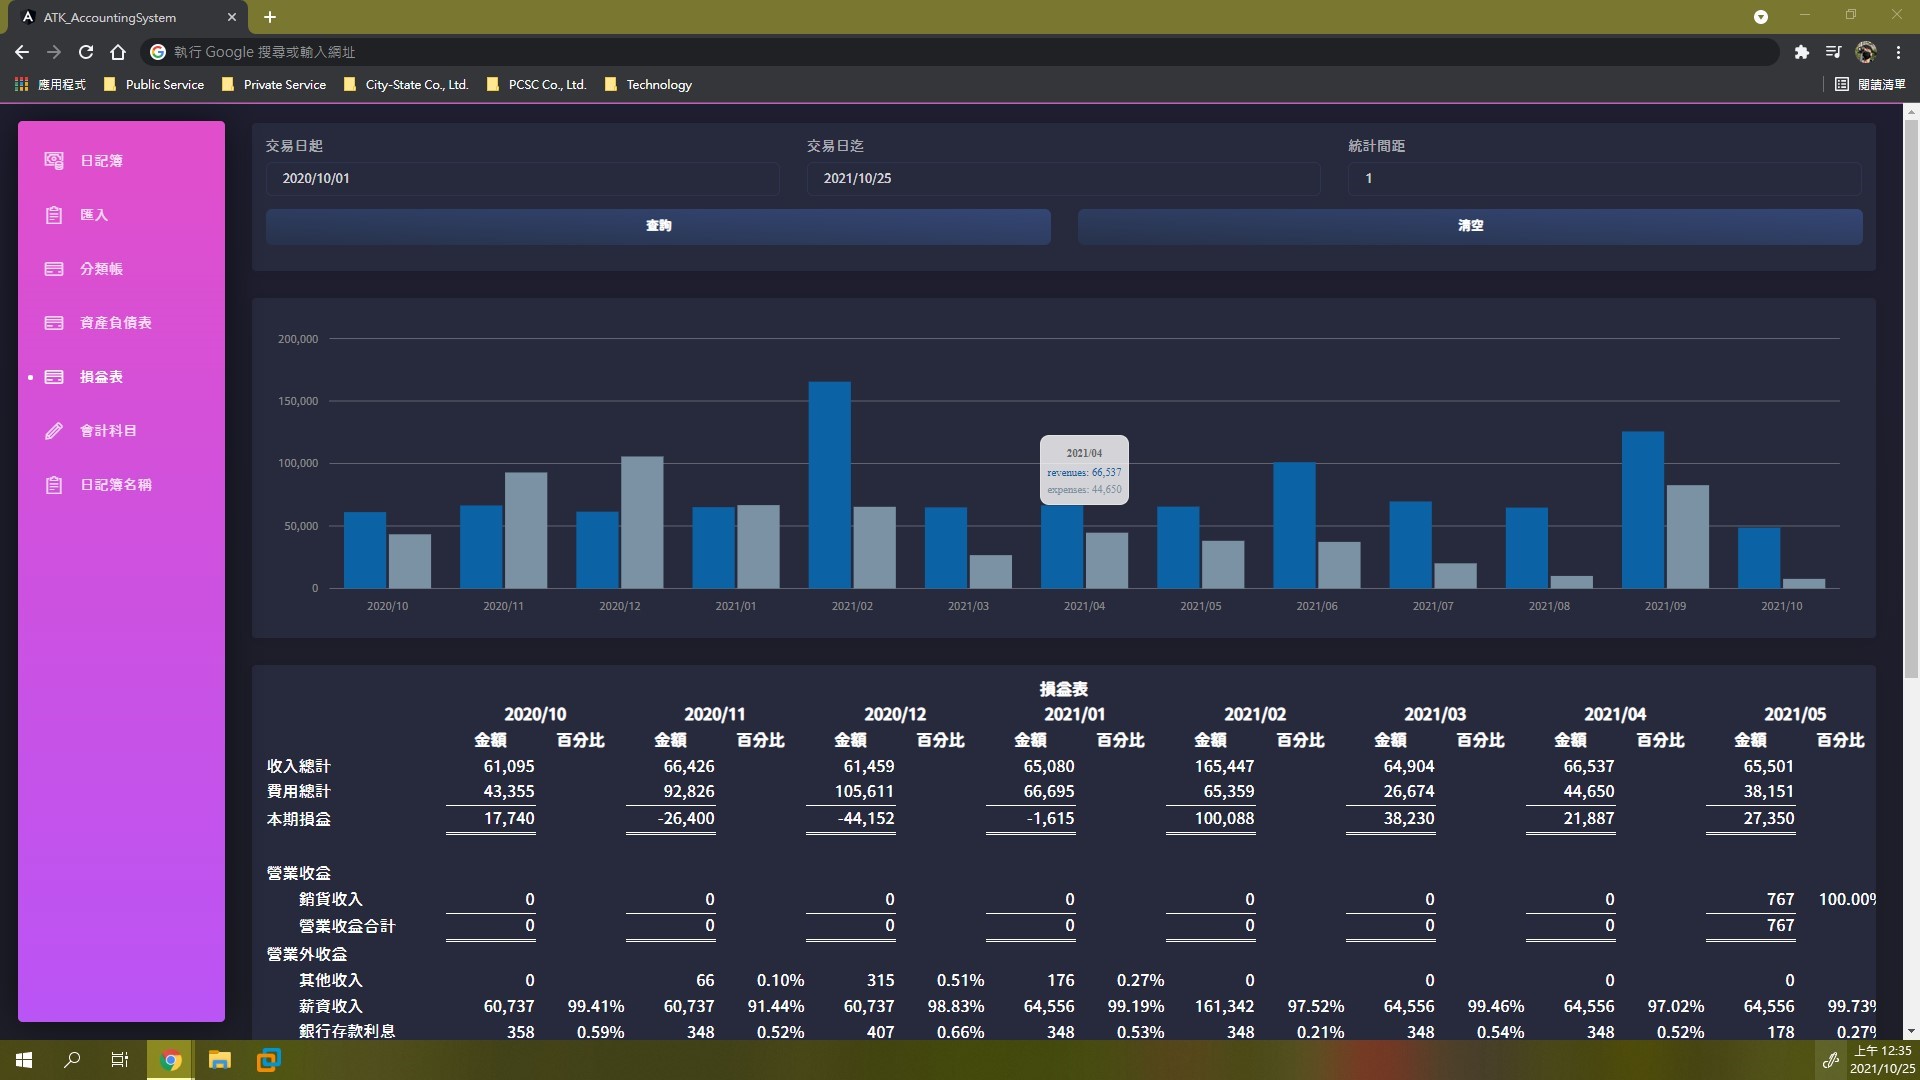 ATK_AccountingSystem
執行 Google 搜尋或輸入網址
應用程式 Public Service Private Service City-State Co., Ltd. PCSC Co., Ltd. Technology 閱讀清單
日記簿
匯入
分類帳
資產負債表
損益表
會計科目
日記簿名稱
交易日起 交易日迄 統計間距
2020/10/01 2021/10/25 1
查詢 清空
200,000
150,000
100,000
50,000
0
2021/04
revenues: 66,537
expenses: 44,650
2020/10 2020/11 2020/12 2021/01 2021/02 2021/03 2021/04 2021/05 2021/06 2021/07 2021/08 2021/09 2021/10
損益表
2020/10 2020/11 2020/12 2021/01 2021/02 2021/03 2021/04 2021/05
金額 百分比 金額 百分比 金額 百分比 金額 百分比 金額 百分比 金額 百分比 金額 百分比 金額 百分比
收入總計 61,095 66,426 61,459 65,080 165,447 64,904 66,537 65,501
費用總計 43,355 92,826 105,611 66,695 65,359 26,674 44,650 38,151
本期損益 17,740 -26,400 -44,152 -1,615 100,088 38,230 21,887 27,350
營業收益
銷貨收入 0 0 0 0 0 0 0 767 100.00%
營業收益合計 0 0 0 0 0 0 0 767
營業外收益
其他收入 0 66 0.10% 315 0.51% 176 0.27% 0 0 0 0
薪資收入 60,737 99.41% 60,737 91.44% 60,737 98.83% 64,556 99.19% 161,342 97.52% 64,556 99.46% 64,556 97.02% 64,556 99.73%
銀行存款利息 358 0.59% 348 0.52% 407 0.66% 348 0.53% 348 0.21% 348 0.54% 348 0.52% 178 0.27%
上午 12:35
2021/10/25